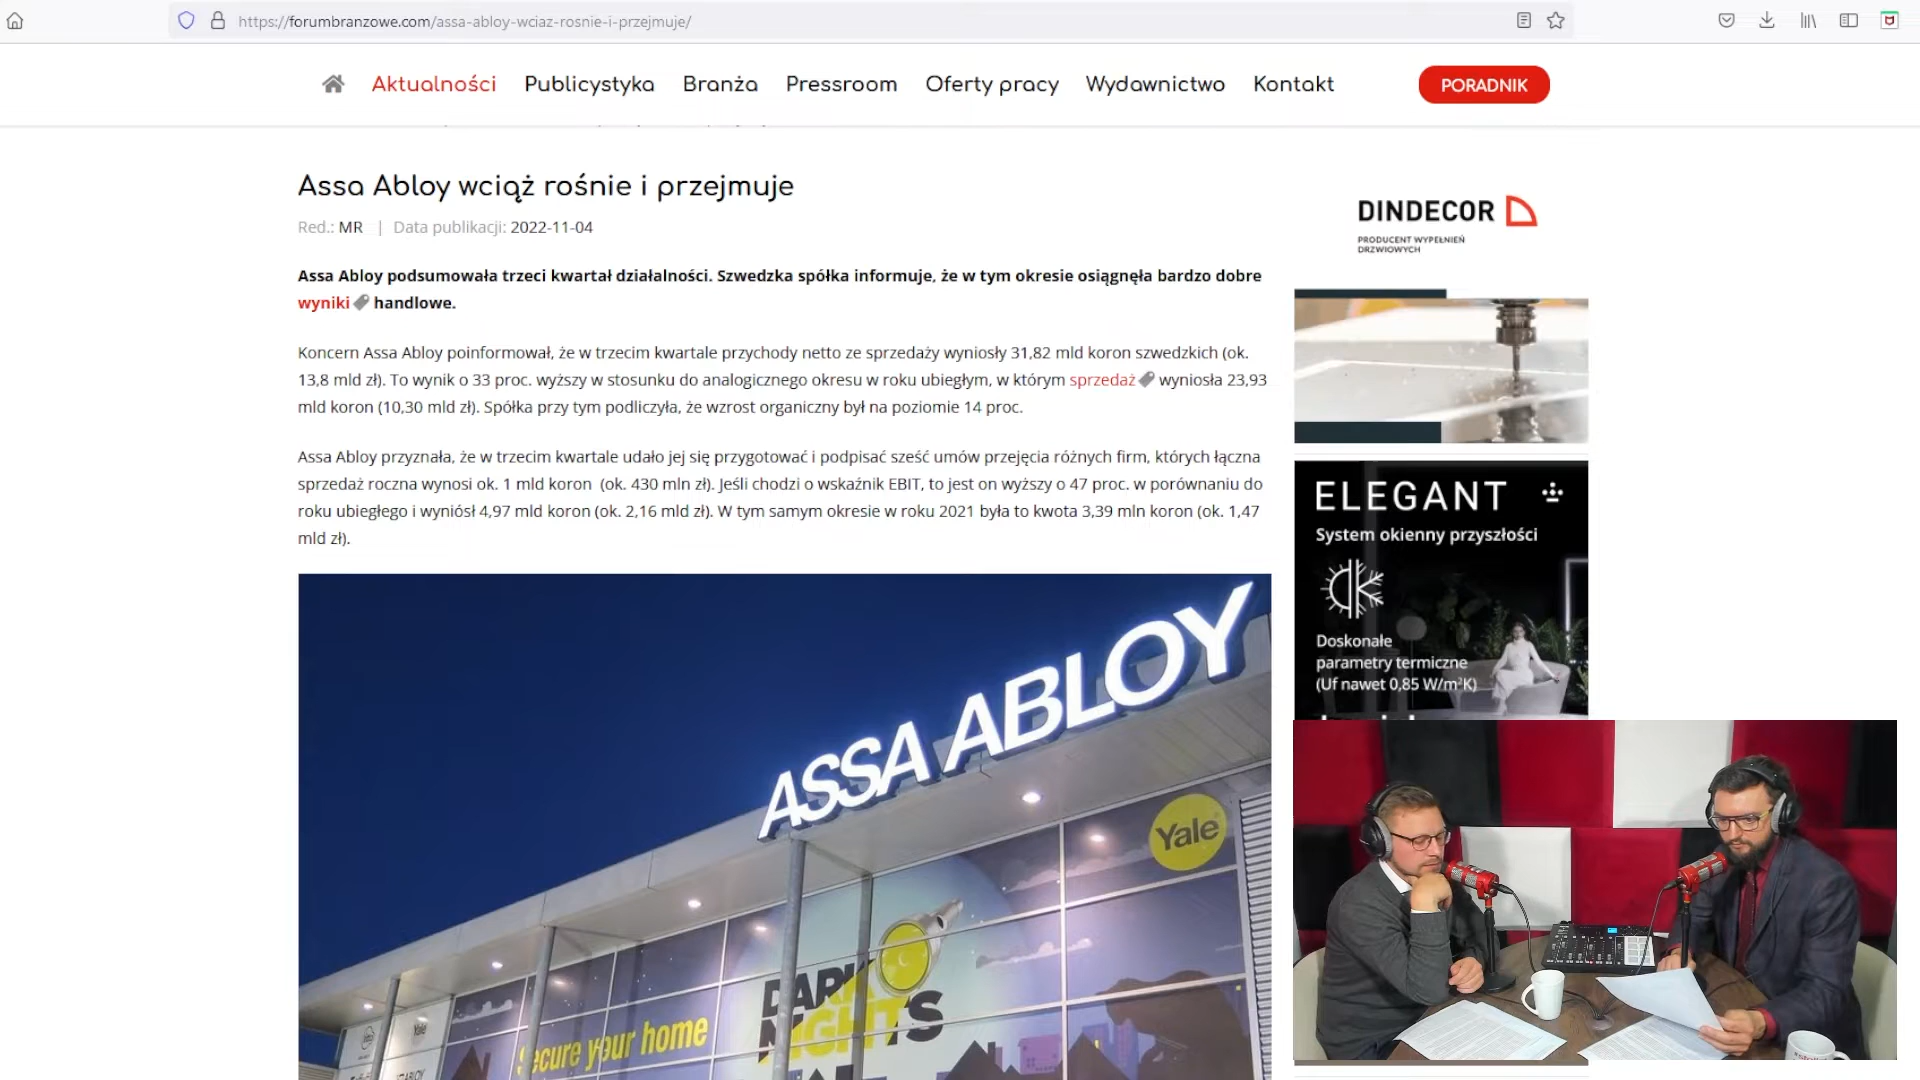 https://forumbranzowe.com/assa-abloy-wciaz-rosnie-i-przejmuje/
Aktualności Publicystyka Branża Pressroom Oferty pracy Wydawnictwo Kontakt PORADNIK
Assa Abloy wciąż rośnie i przejmuje
Red.: MR | Data publikacji: 2022-11-04
Assa Abloy podsumowała trzeci kwartał działalności. Szwedzka spółka informuje, że w tym okresie osiągnęła bardzo dobre
wyniki handlowe.
Koncern Assa Abloy poinformował, że w trzecim kwartale przychody netto ze sprzedaży wyniosły 31,82 mld koron szwedzkich (ok.
13,8 mld zł). To wynik o 33 proc. wyższy w stosunku do analogicznego okresu w roku ubiegłym, w którym sprzedaż wyniosła 23,93
mld koron (10,30 mld zł). Spółka przy tym podliczyła, że wzrost organiczny był na poziomie 14 proc.
Assa Abloy przyznała, że w trzecim kwartale udało jej się przygotować i podpisać sześć umów przejęcia różnych firm, których łączna
sprzedaż roczna wynosi ok. 1 mld koron (ok. 430 mln zł). Jeśli chodzi o wskaźnik EBIT, to jest on wyższy o 47 proc. w porównaniu do
roku ubiegłego i wyniósł 4,97 mld koron (ok. 2,16 mld zł). W tym samym okresie w roku 2021 była to kwota 3,39 mln koron (ok. 1,47
mld zł).
ASSA ABLOY
Yale
DARK
NIGHTS
Secure your home
Yale
DINDECOR
PRODUCENT WYPEŁNIEŃ
DRZWIOWYCH
ELEGANT
System okienny przyszłości
Doskonałe
parametry termiczne
(Uf nawet 0,85 W/m²K)